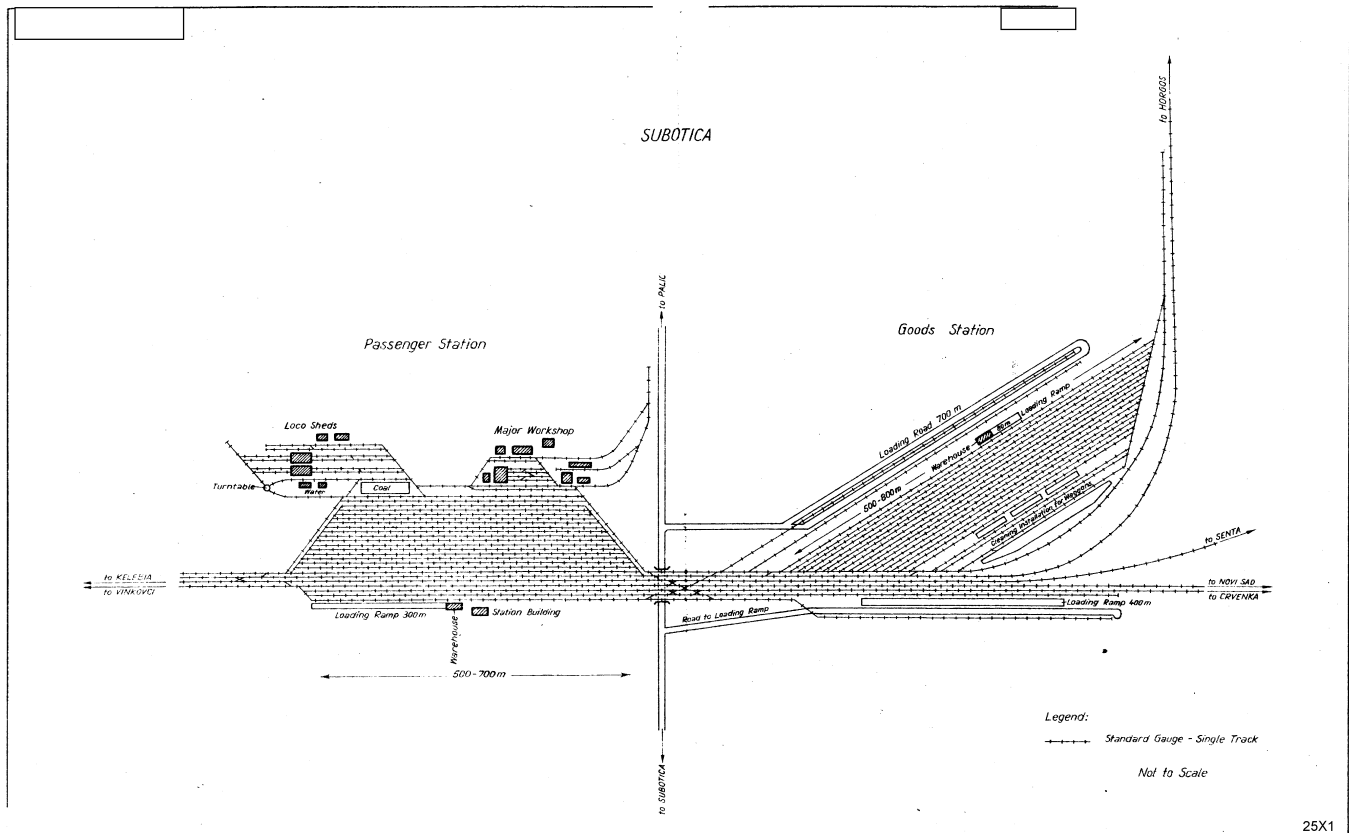 SUBOTICA
to HORGOS
to PALIC
Passenger Station
Goods Station
Loco Sheds
Major Workshop
Turntable
Water
Coal
Loading Road 700 m
Warehouse
80m
Loading Ramp
500-800m
Cleaning Installation for Waggons
to SENTA
to KELEBIA
to VINKOVCI
to NOVI SAD
to CRVENKA
Loading Ramp 300m
Warehouse
Station Building
Road to Loading Ramp
Loading Ramp 400m
500-700m
to SUBOTICA
Legend:
Standard Gauge - Single Track
Not to Scale
25X1